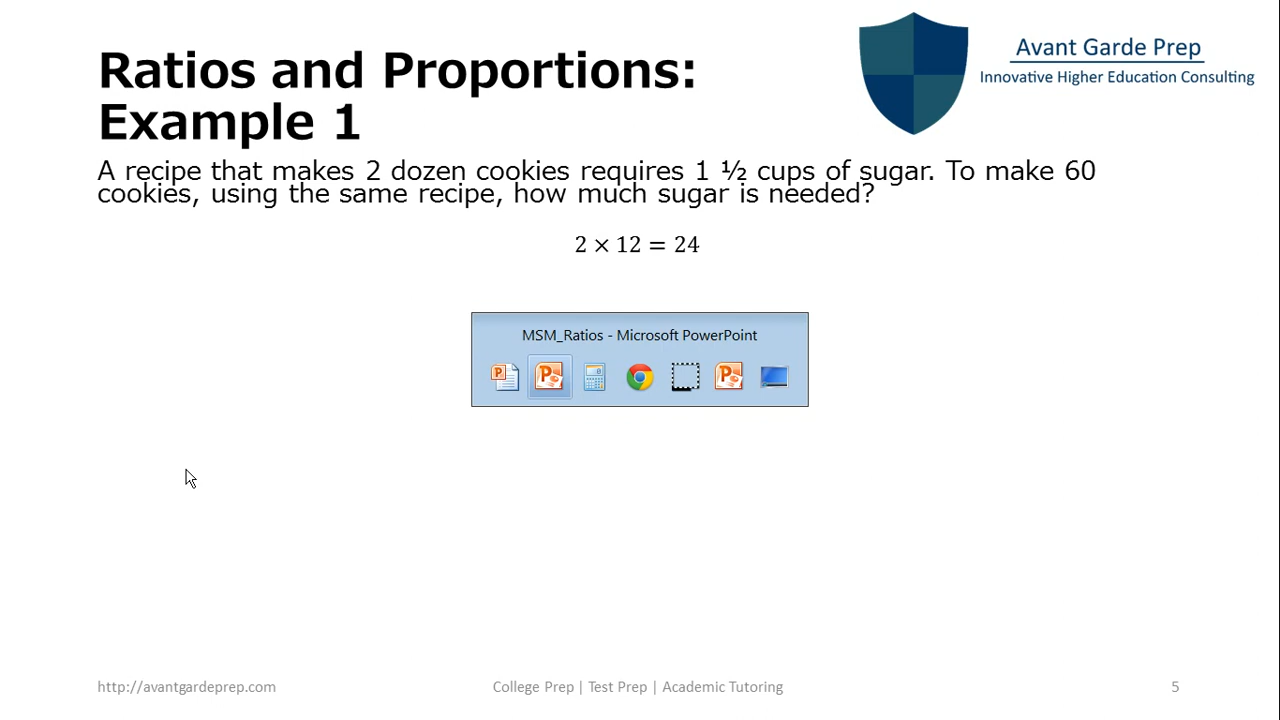 Ratios and Proportions:
Example 1
Avant Garde Prep
Innovative Higher Education Consulting
A recipe that makes 2 dozen cookies requires 1 ½ cups of sugar. To make 60
cookies, using the same recipe, how much sugar is needed?
2 × 12 = 24
MSM_Ratios - Microsoft PowerPoint
http://avantgardeprep.com
College Prep | Test Prep | Academic Tutoring
5